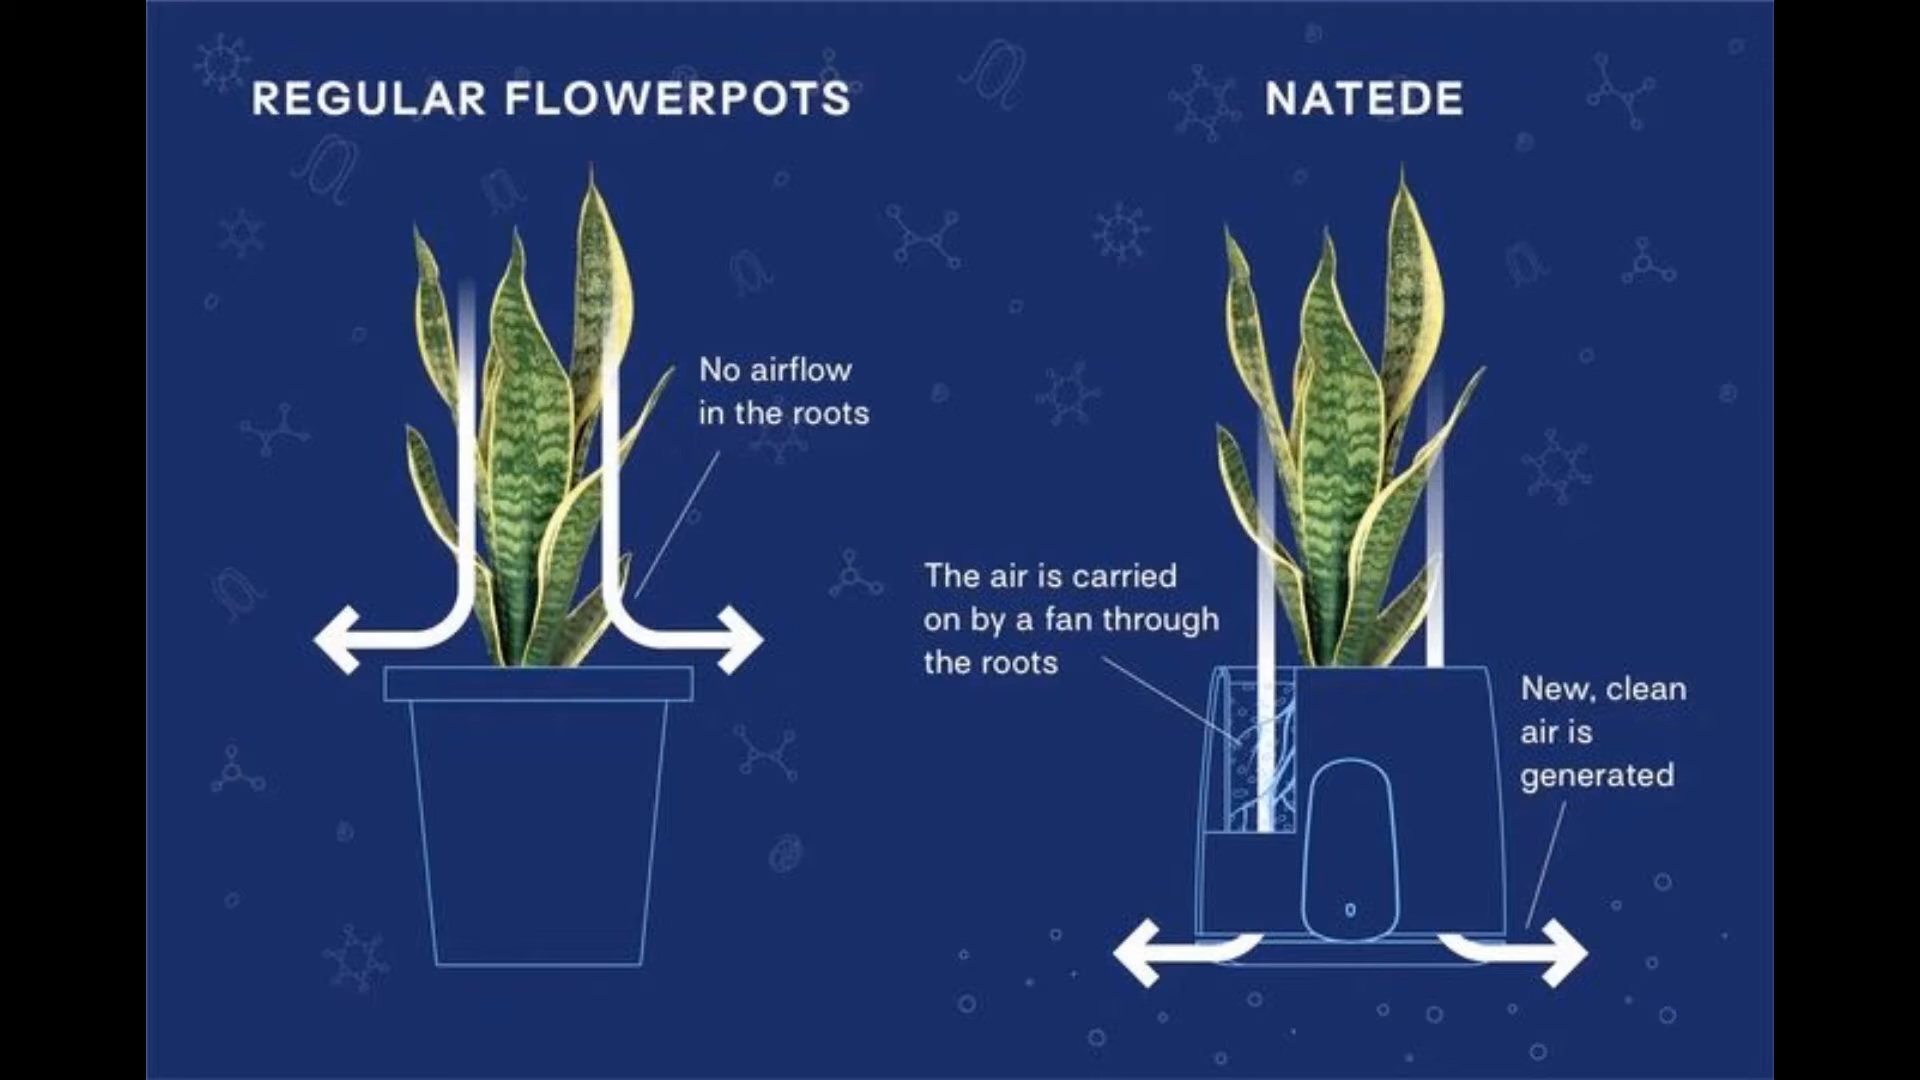 REGULAR FLOWERPOTS
No airflow
in the roots
NATEDE
The air is carried
on by a fan through
the roots
New, clean
air is
generated